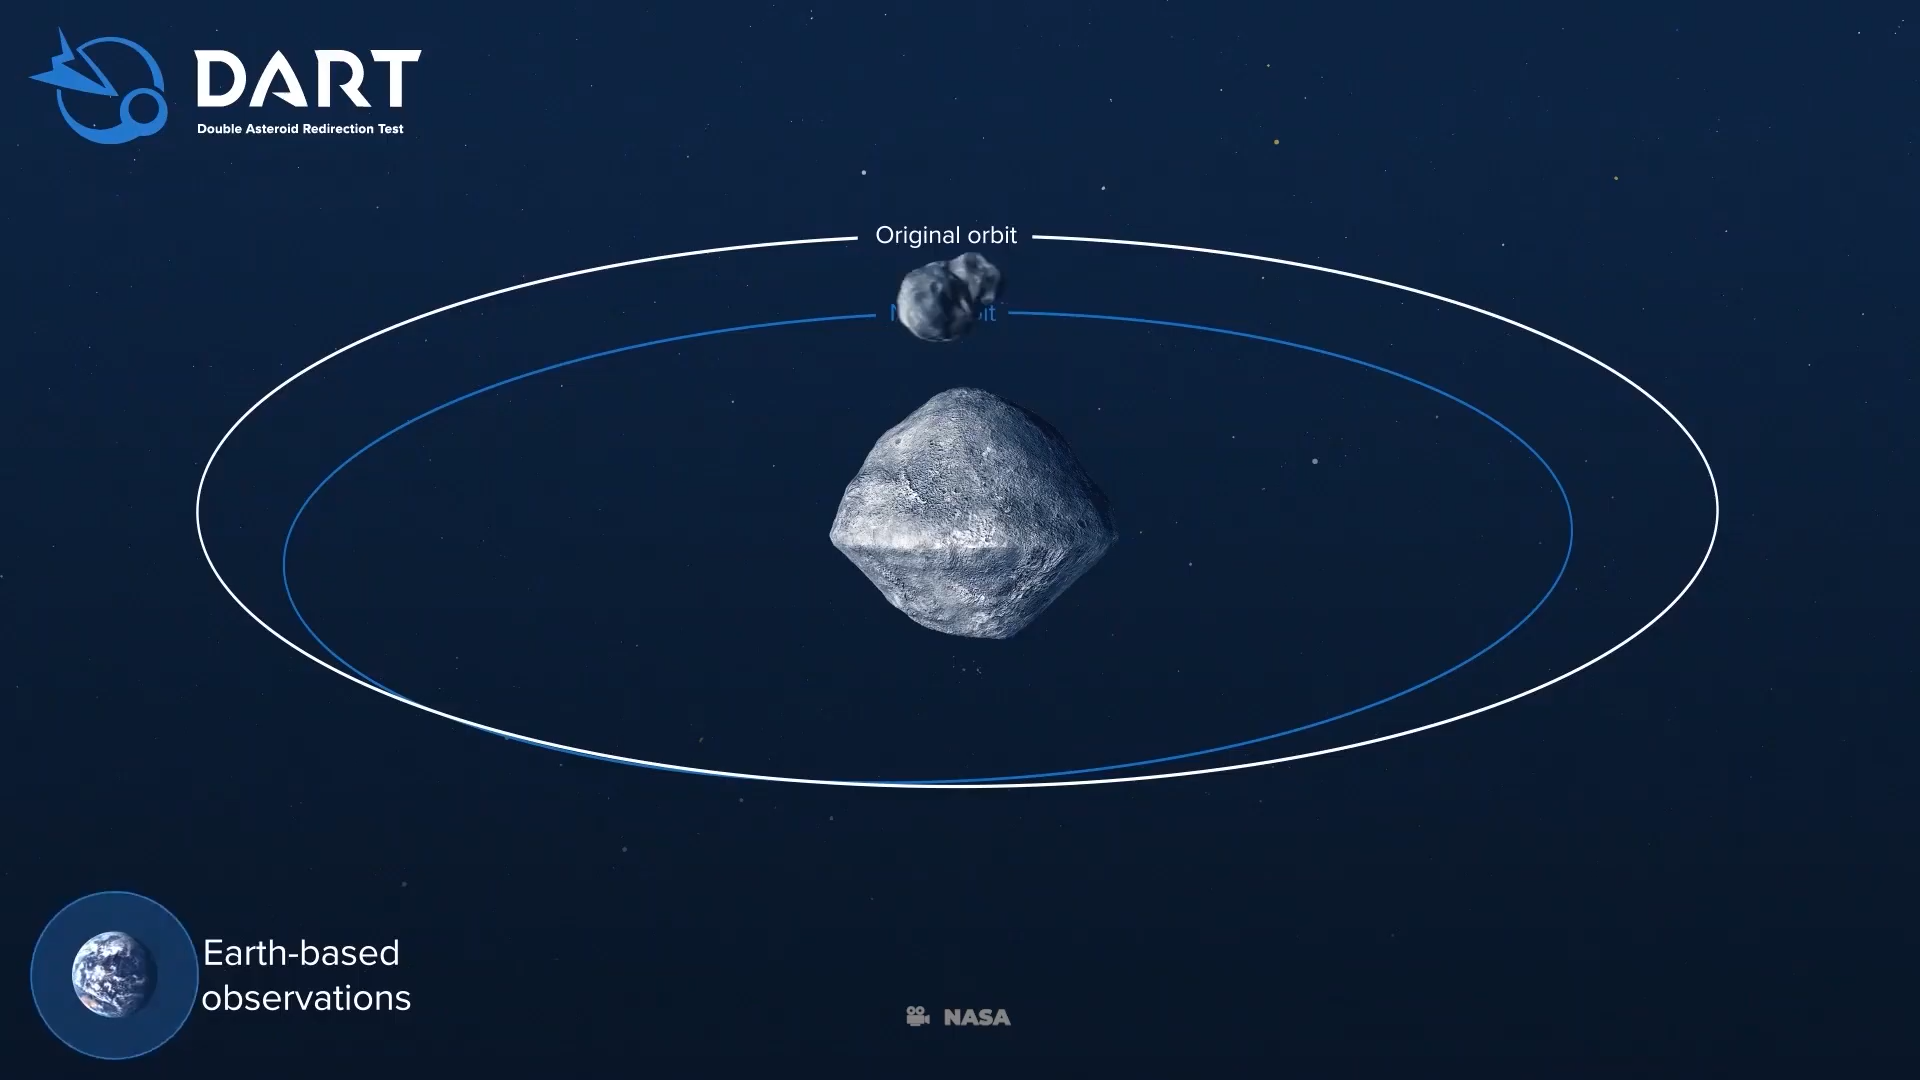 DART
Double Asteroid Redirection Test
Original orbit
Earth-based
observations
NASA